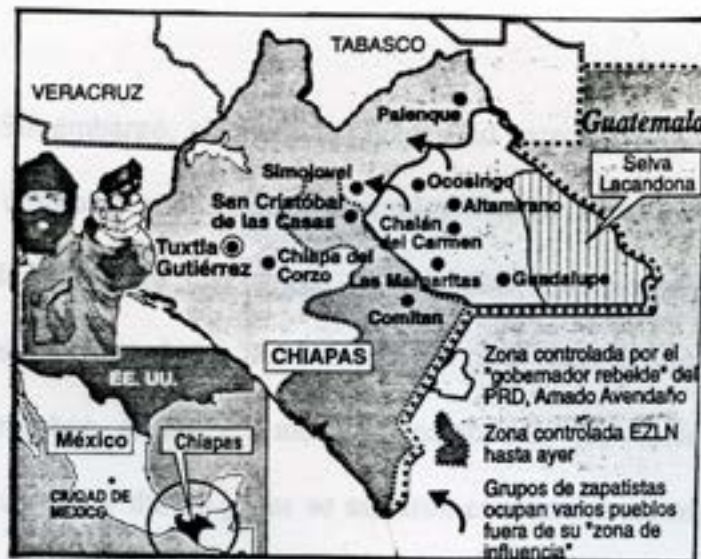 TABASCO
VERACRUZ
Palenque
Guatemala
Selva
Lacandona
Simojovel
Ocosingo
San Cristóbal
de las Casas
Altamirano
Chalán
del Carmen
Tuxtla
Gutiérrez
Chiapa del
Corzo
Las Margaritas
Guadalupe
Comitan
CHIAPAS
EE. UU.
México
Chiapas
CIUDAD DE
MEXICO
Zona controlada por el
"gobernador rebelde" del
PRD, Amado Avendaño
Zona controlada EZLN
hasta ayer
Grupos de zapatistas
ocupan varios pueblos
fuera de su "zona de
influencia"